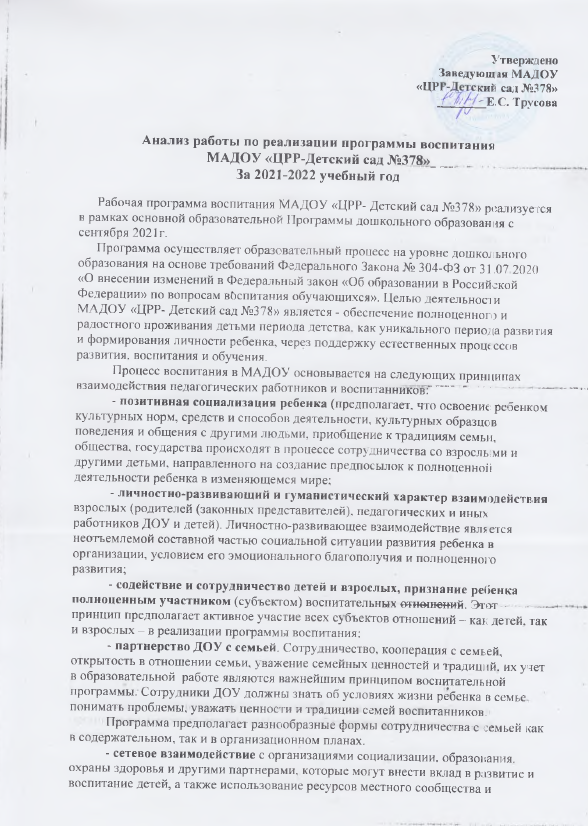 Утверждено
Заведующая МАДОУ
«ЦРР-Детский сад №378»
Е.С. Трусова
Анализ работы по реализации программы воспитания
МАДОУ «ЦРР-Детский сад №378»
За 2021-2022 учебный год
Рабочая программа воспитания МАДОУ «ЦРР- Детский сад №378» реализуется
в рамках основной образовательной Программы дошкольного образования с
сентября 2021г.
Программа осуществляет образовательный процесс на уровне дошкольного
образования на основе требований Федерального Закона № 304-ФЗ от 31.07.2020
«О внесении изменений в Федеральный закон «Об образовании в Российской
Федерации» по вопросам воспитания обучающихся». Целью деятельности
МАДОУ «ЦРР- Детский сад №378» является - обеспечение полноценного и
радостного проживания детьми периода детства, как уникального периода развития
и формирования личности ребенка, через поддержку естественных процессов
развития, воспитания и обучения.
Процесс воспитания в МАДОУ основывается на следующих принципах
взаимодействия педагогических работников и воспитанников:
- позитивная социализация ребенка (предполагает, что освоение ребенком
культурных норм, средств и способов деятельности, культурных образцов
поведения и общения с другими людьми, приобщение к традициям семьи,
общества, государства происходят в процессе сотрудничества со взрослыми и
другими детьми, направленного на создание предпосылок к полноценной
деятельности ребенка в изменяющемся мире;
- личностно-развивающий и гуманистический характер взаимодействия
взрослых (родителей (законных представителей), педагогических и иных
работников ДОУ и детей). Личностно-развивающее взаимодействие является
неотъемлемой составной частью социальной ситуации развития ребенка в
организации, условием его эмоционального благополучия и полноценного
развития;
- содействие и сотрудничество детей и взрослых, признание ребенка
полноценным участником (субъектом) воспитательных отношений. Этот
принцип предполагает активное участие всех субъектов отношений – как детей, так
и взрослых – в реализации программы воспитания;
- партнерство ДОУ с семьей. Сотрудничество, кооперация с семьей,
открытость в отношении семьи, уважение семейных ценностей и традиций, их учет
в образовательной работе являются важнейшим принципом воспитательной
программы. Сотрудники ДОУ должны знать об условиях жизни ребенка в семье,
понимать проблемы, уважать ценности и традиции семей воспитанников.
Программа предполагает разнообразные формы сотрудничества с семьей как
в содержательном, так и в организационном планах.
- сетевое взаимодействие с организациями социализации, образования,
охраны здоровья и другими партнерами, которые могут внести вклад в развитие и
воспитание детей, а также использование ресурсов местного сообщества и